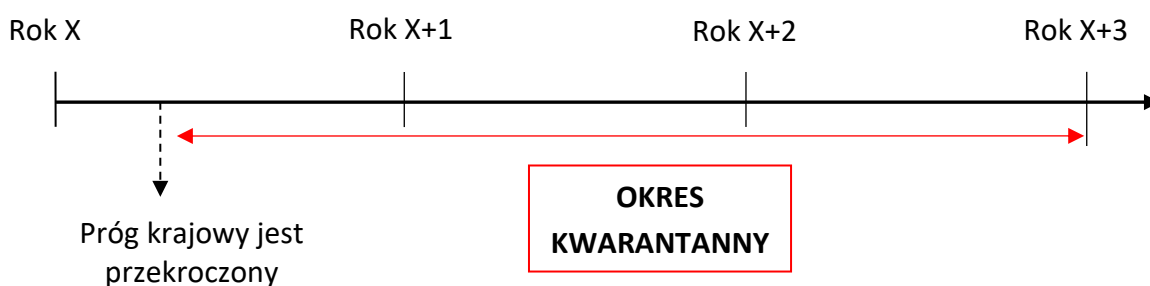 Rok X
Rok X+1
Rok X+2
Rok X+3
OKRES
KWARANTANNY
Próg krajowy jest
przekroczony